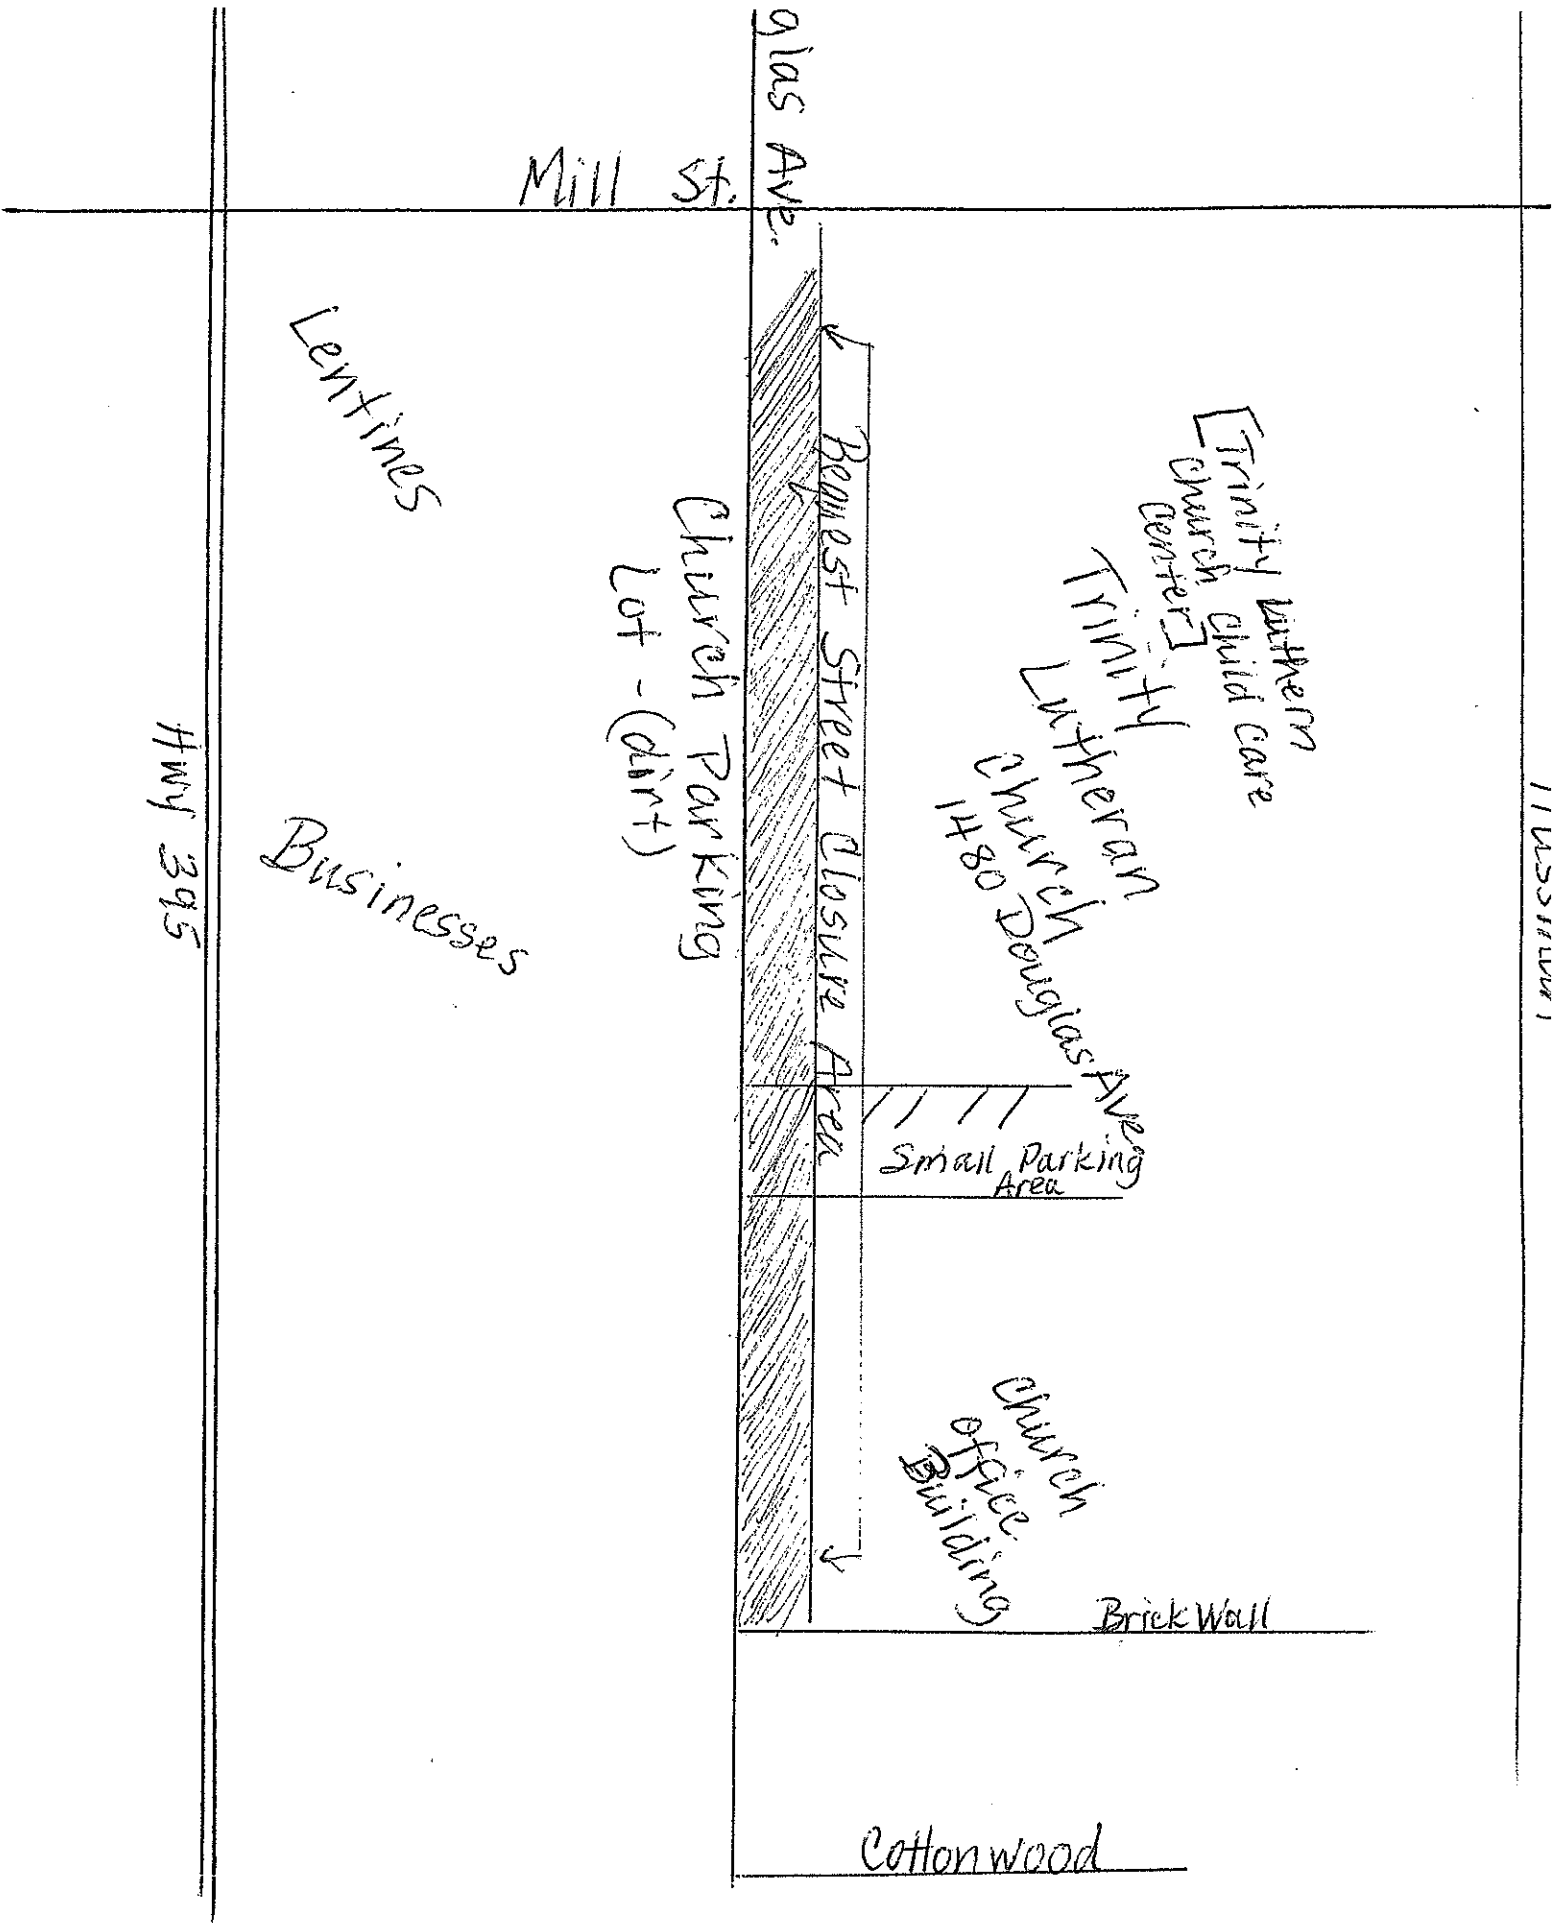 glas Ave.
Mill St.
Lentines
Businesses
Hwy 395
Church Parking
Lot - (dirt)
Request Street Closure Area
[Trinity Luthern
Church Child Care
Center]
Trinity
Lutheran
Church
1480 Douglas Ave.
Small Parking
Area
Church
Office
Building
Brick Wall
Cottonwood